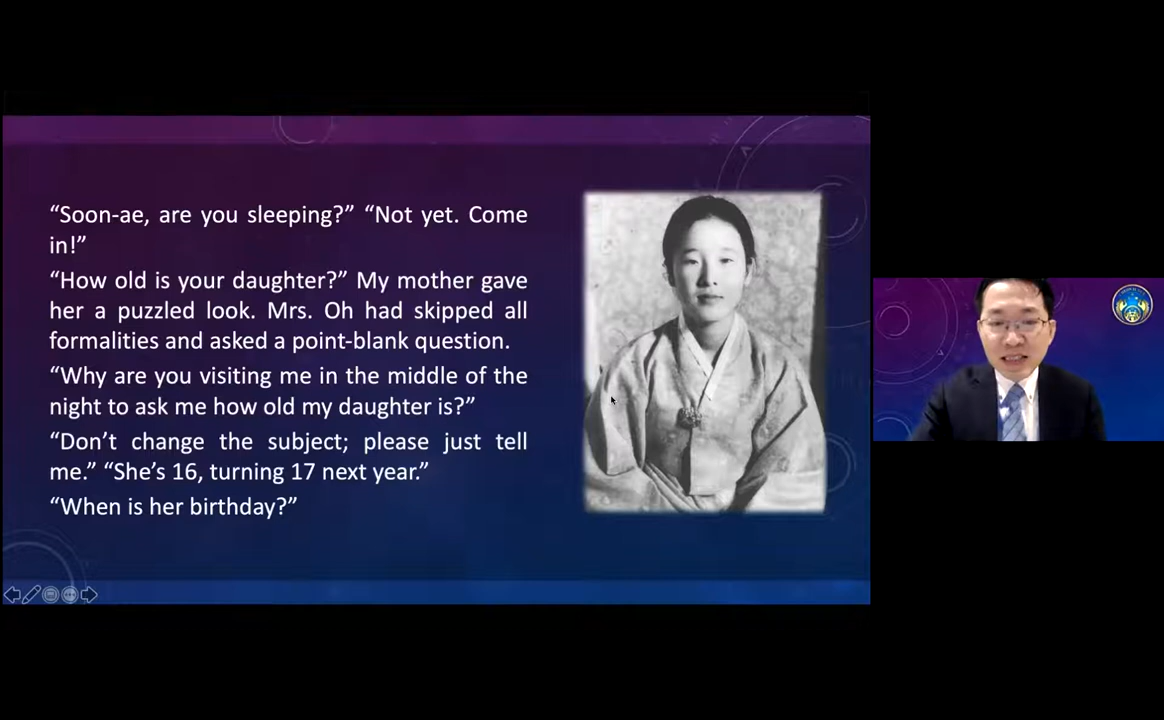 “Soon-ae, are you sleeping?” “Not yet. Come
in!”
“How old is your daughter?” My mother gave
her a puzzled look. Mrs. Oh had skipped all
formalities and asked a point-blank question.
“Why are you visiting me in the middle of the
night to ask me how old my daughter is?”
“Don’t change the subject; please just tell
me.” “She’s 16, turning 17 next year.”
“When is her birthday?”